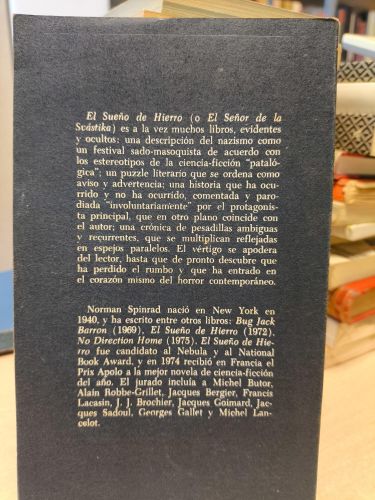 El Sueño de Hierro (o El Señor de la
Svástika) es a la vez muchos libros, evidentes
y ocultos: una descripción del nazismo como
un festival sado-masoquista de acuerdo con
los estereotipos de la ciencia-ficción "pataló-
gica"; un puzzle literario que se ordena como
aviso y advertencia; una historia que ha ocu-
rrido y no ha ocurrido, comentada y paro-
diada "involuntariamente" por el protagonis-
ta principal, que en otro plano coincide con
el autor; una crónica de pesadillas ambiguas
y recurrentes, que se multiplican reflejadas
en espejos paralelos. El vértigo se apodera
del lector, hasta que de pronto descubre que
ha perdido el rumbo y que ha entrado en
el corazón mismo del horror contemporáneo.
Norman Spinrad nació en New York en
1940, y ha escrito entre otros libros: Bug Jack
Barron (1969), El Sueño de Hierro (1972),
No Direction Home (1975). El Sueño de Hie-
rro fue candidato al Nebula y al National
Book Award, y en 1974 recibió en Francia el
Prix Apolo a la mejor novela de ciencia-ficción
del año. El jurado incluía a Michel Butor,
Alain Robbe-Grillet, Jacques Bergier, Francis
Lacasin, J. J. Brochier, Jacques Goimard, Jac-
ques Sadoul, Georges Gallet y Michel Lan-
celot.